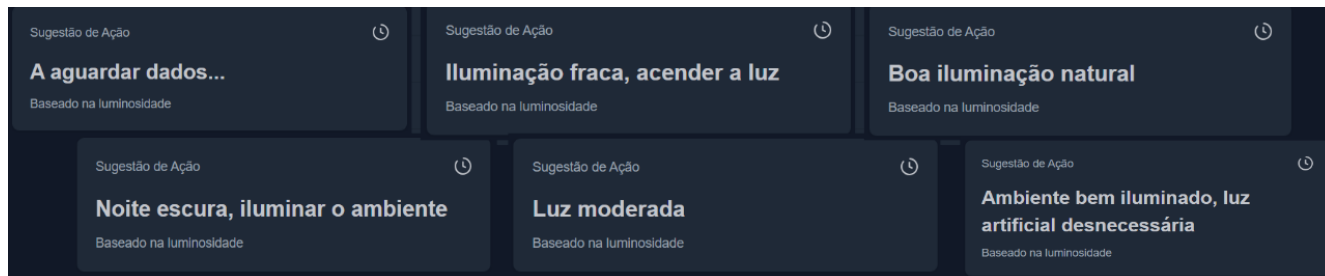 Sugestão de Ação
A aguardar dados...
Baseado na luminosidade
Sugestão de Ação
Iluminação fraca, acender a luz
Baseado na luminosidade
Sugestão de Ação
Boa iluminação natural
Baseado na luminosidade
Sugestão de Ação
Noite escura, iluminar o ambiente
Baseado na luminosidade
Sugestão de Ação
Luz moderada
Baseado na luminosidade
Sugestão de Ação
Ambiente bem iluminado, luz
artificial desnecessária
Baseado na luminosidade